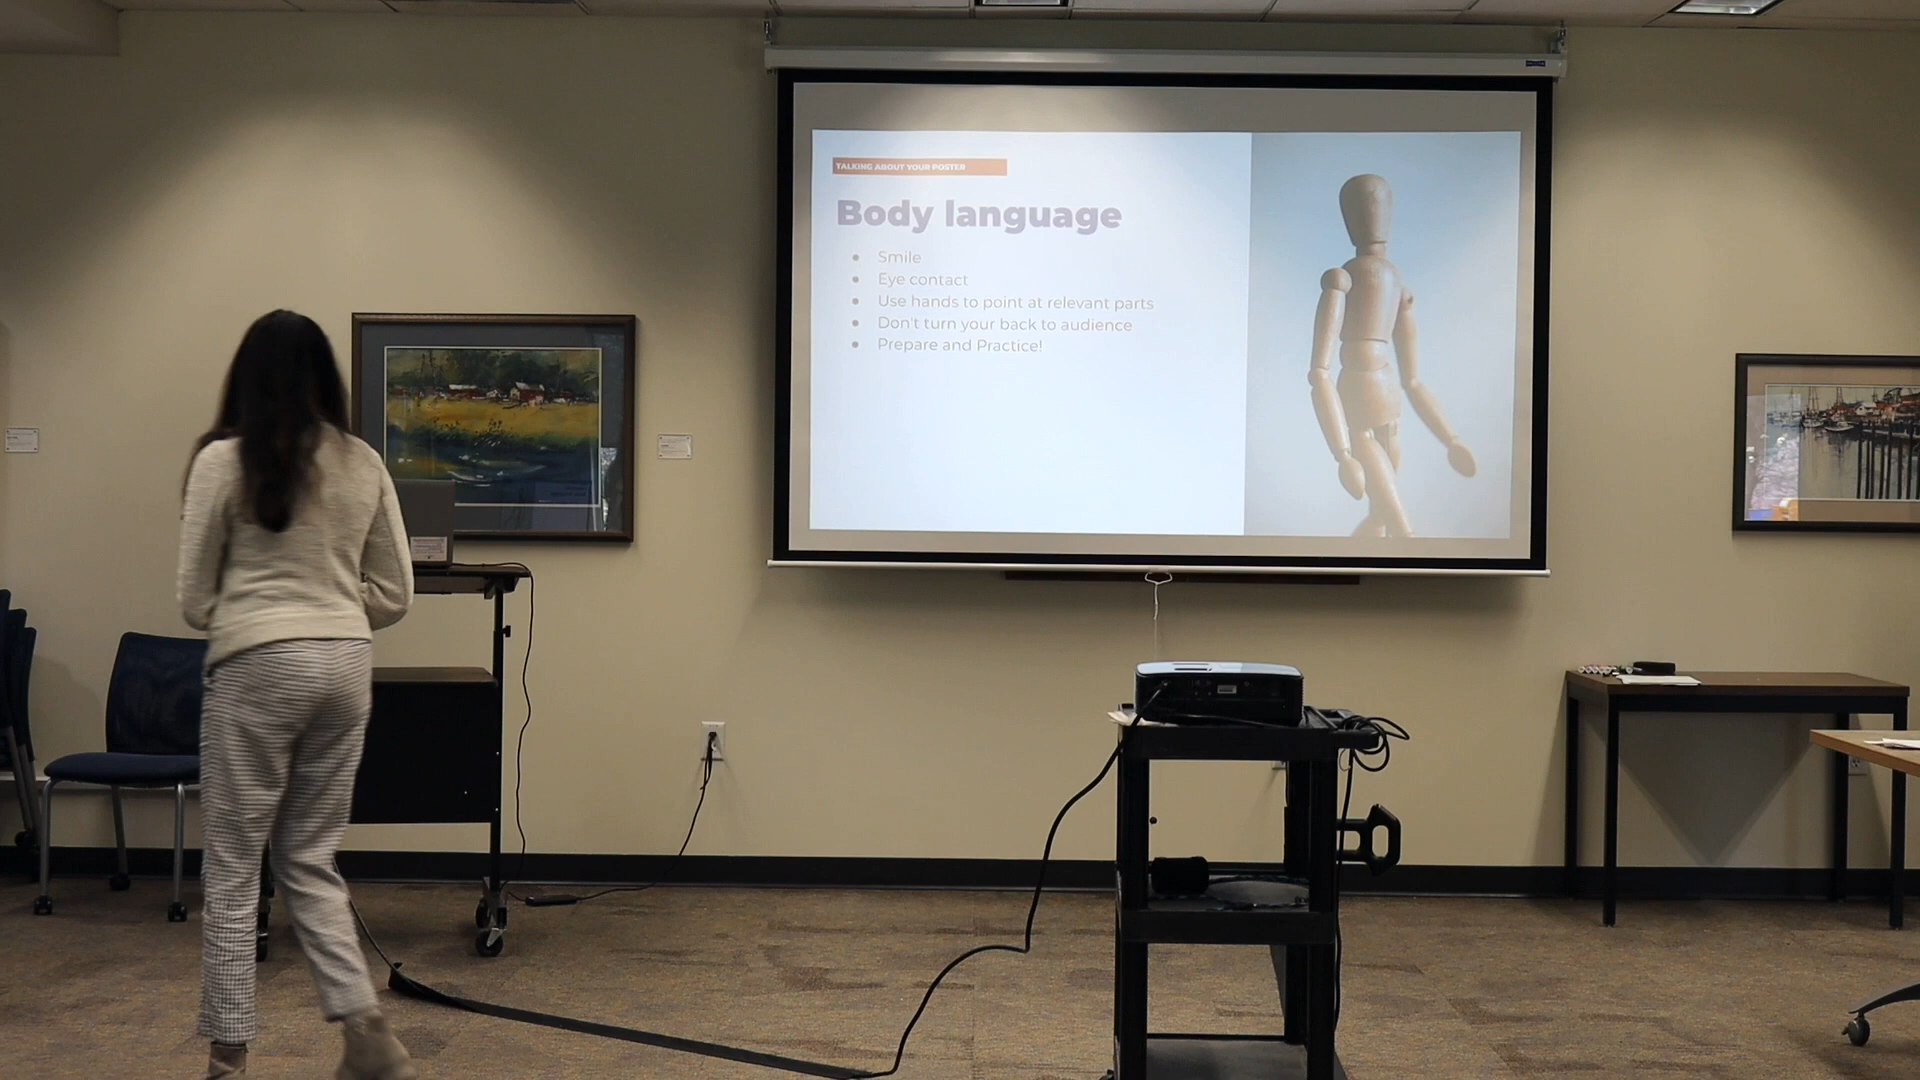 TALKING ABOUT YOUR POSTER
Body language
● Smile
● Eye contact
● Use hands to point at relevant parts
● Don't turn your back to audience
● Prepare and Practice!